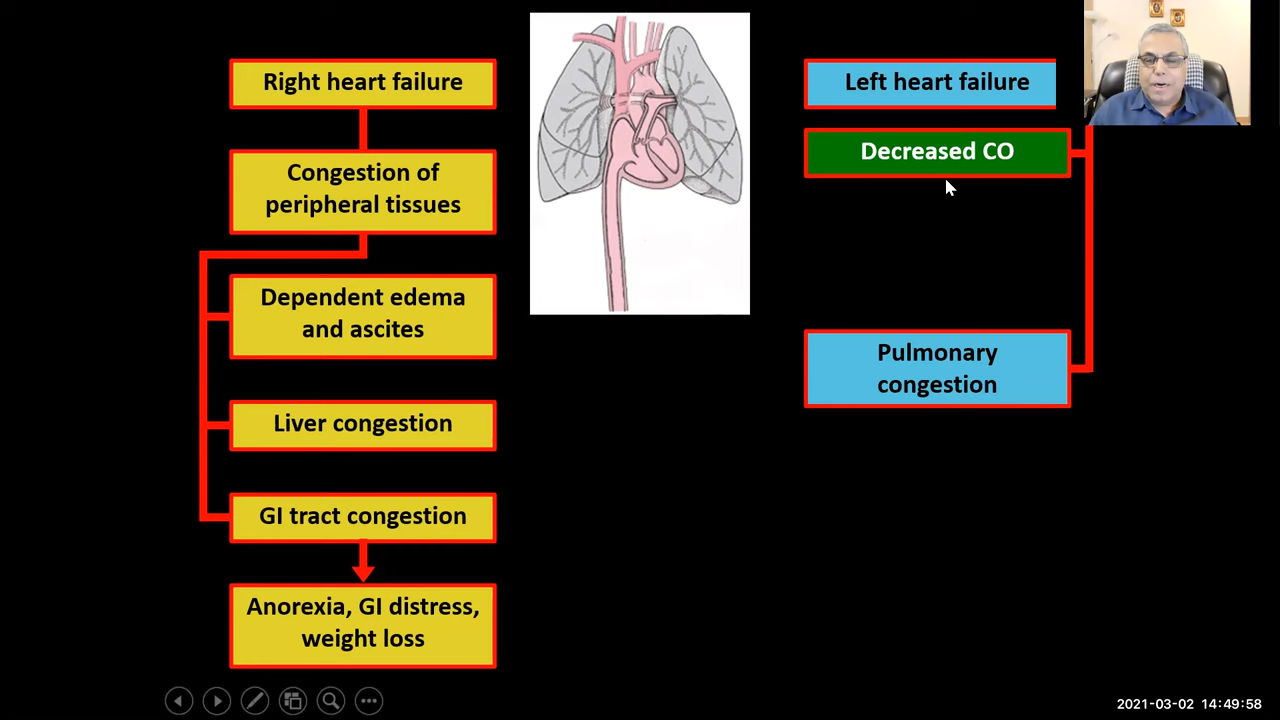 Right heart failure
Congestion of
peripheral tissues
Dependent edema
and ascites
Liver congestion
GI tract congestion
Anorexia, GI distress,
weight loss
Left heart failure
Decreased CO
Pulmonary
congestion
2021-03-02 14:49:58